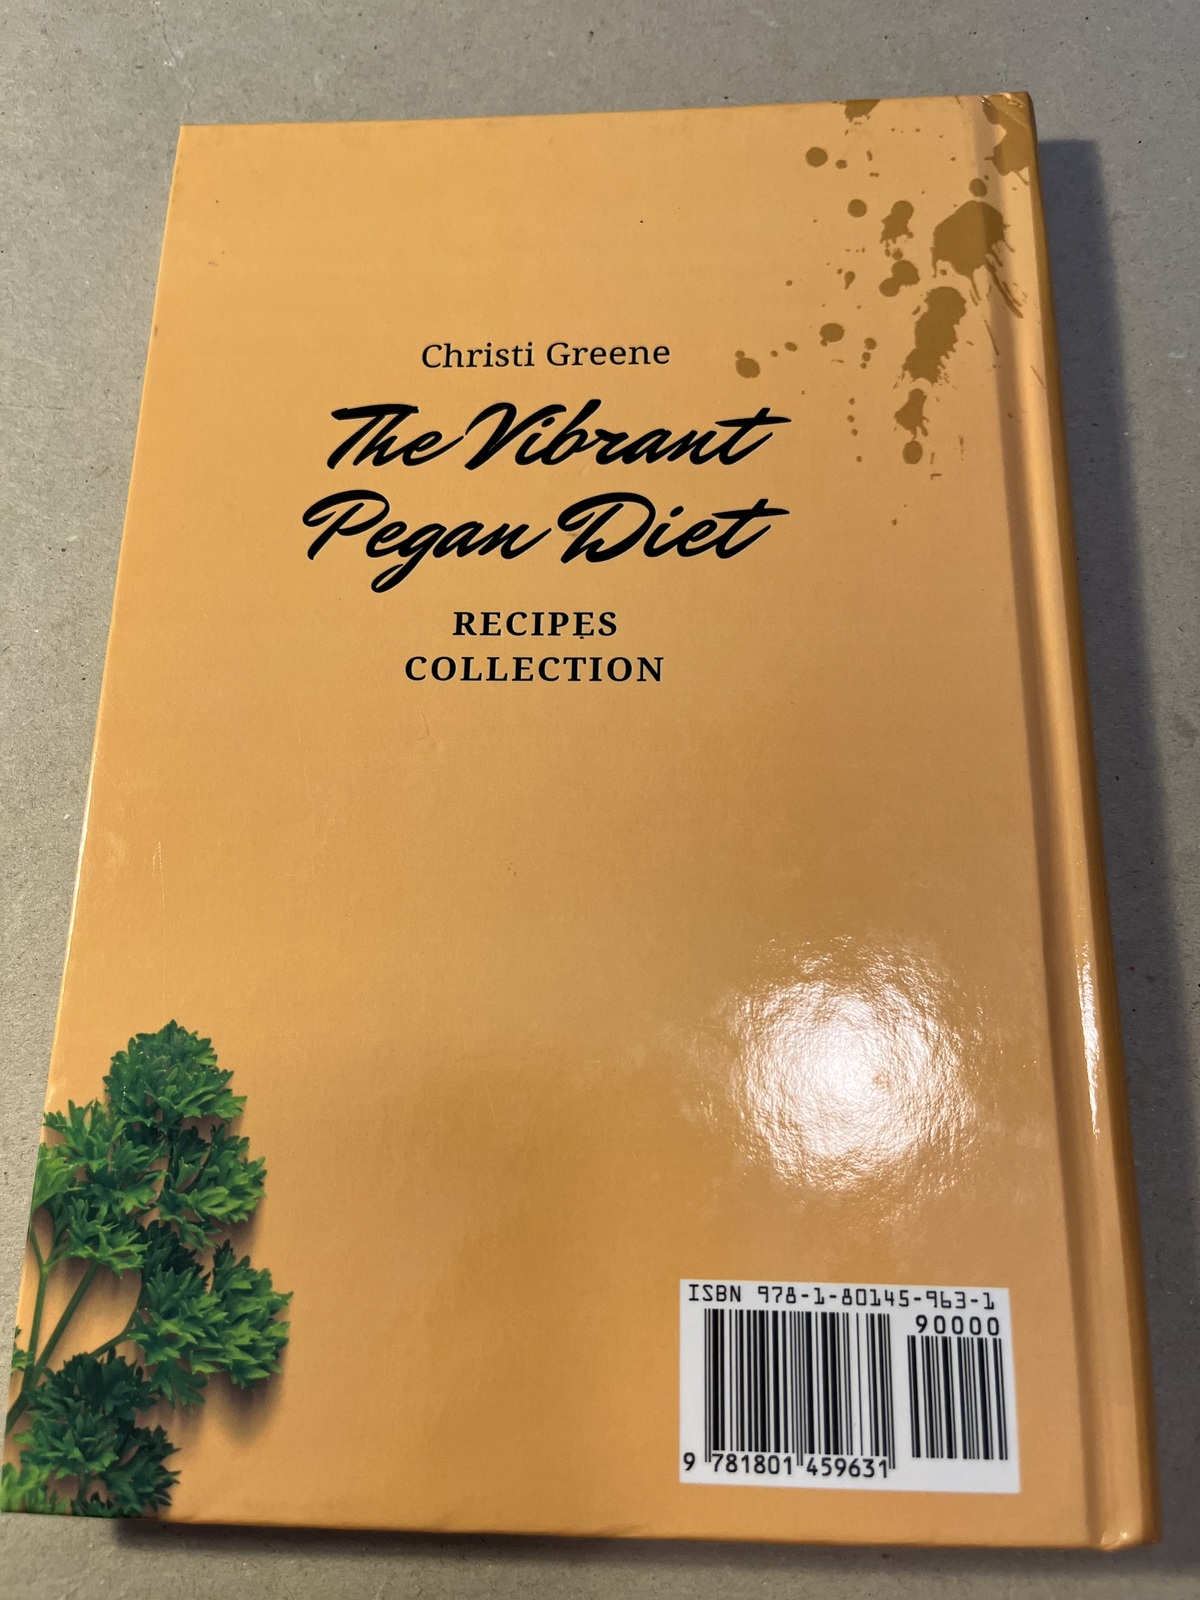 Christi Greene
The Vibrant
Pegan Diet
RECIPES
COLLECTION
ISBN 978-1-80145-963-1
90000
9 781801 459631